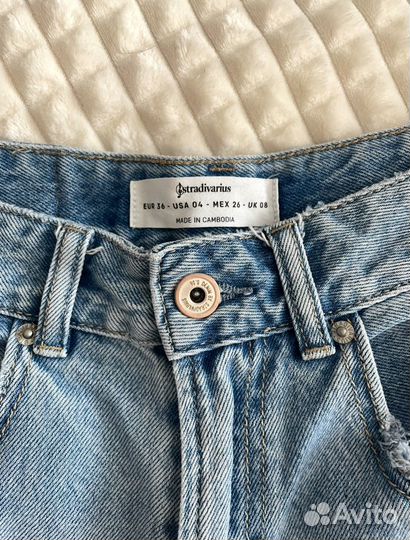 stradivarius
EUR 36 - USA 04 - MEX 26 - UK 08
MADE IN CAMBODIA
Avito